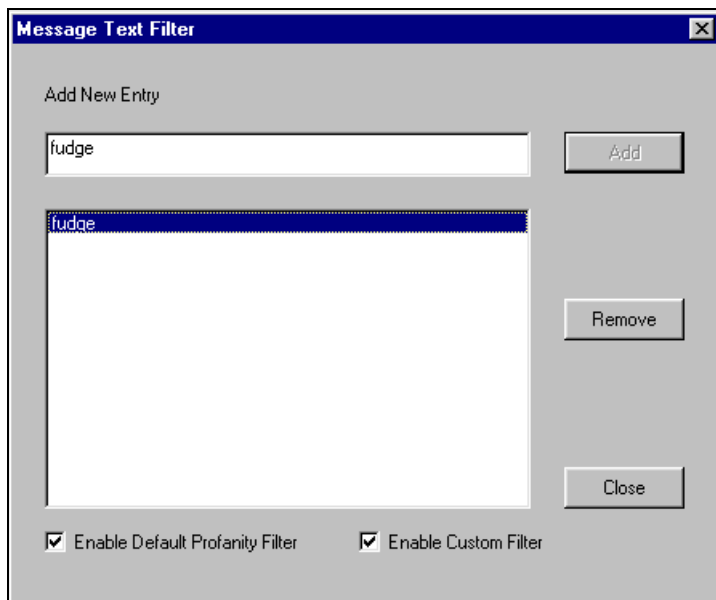 Message Text Filter
Add New Entry
fudge
Add
fudge
Remove
Close
Enable Default Profanity Filter
Enable Custom Filter